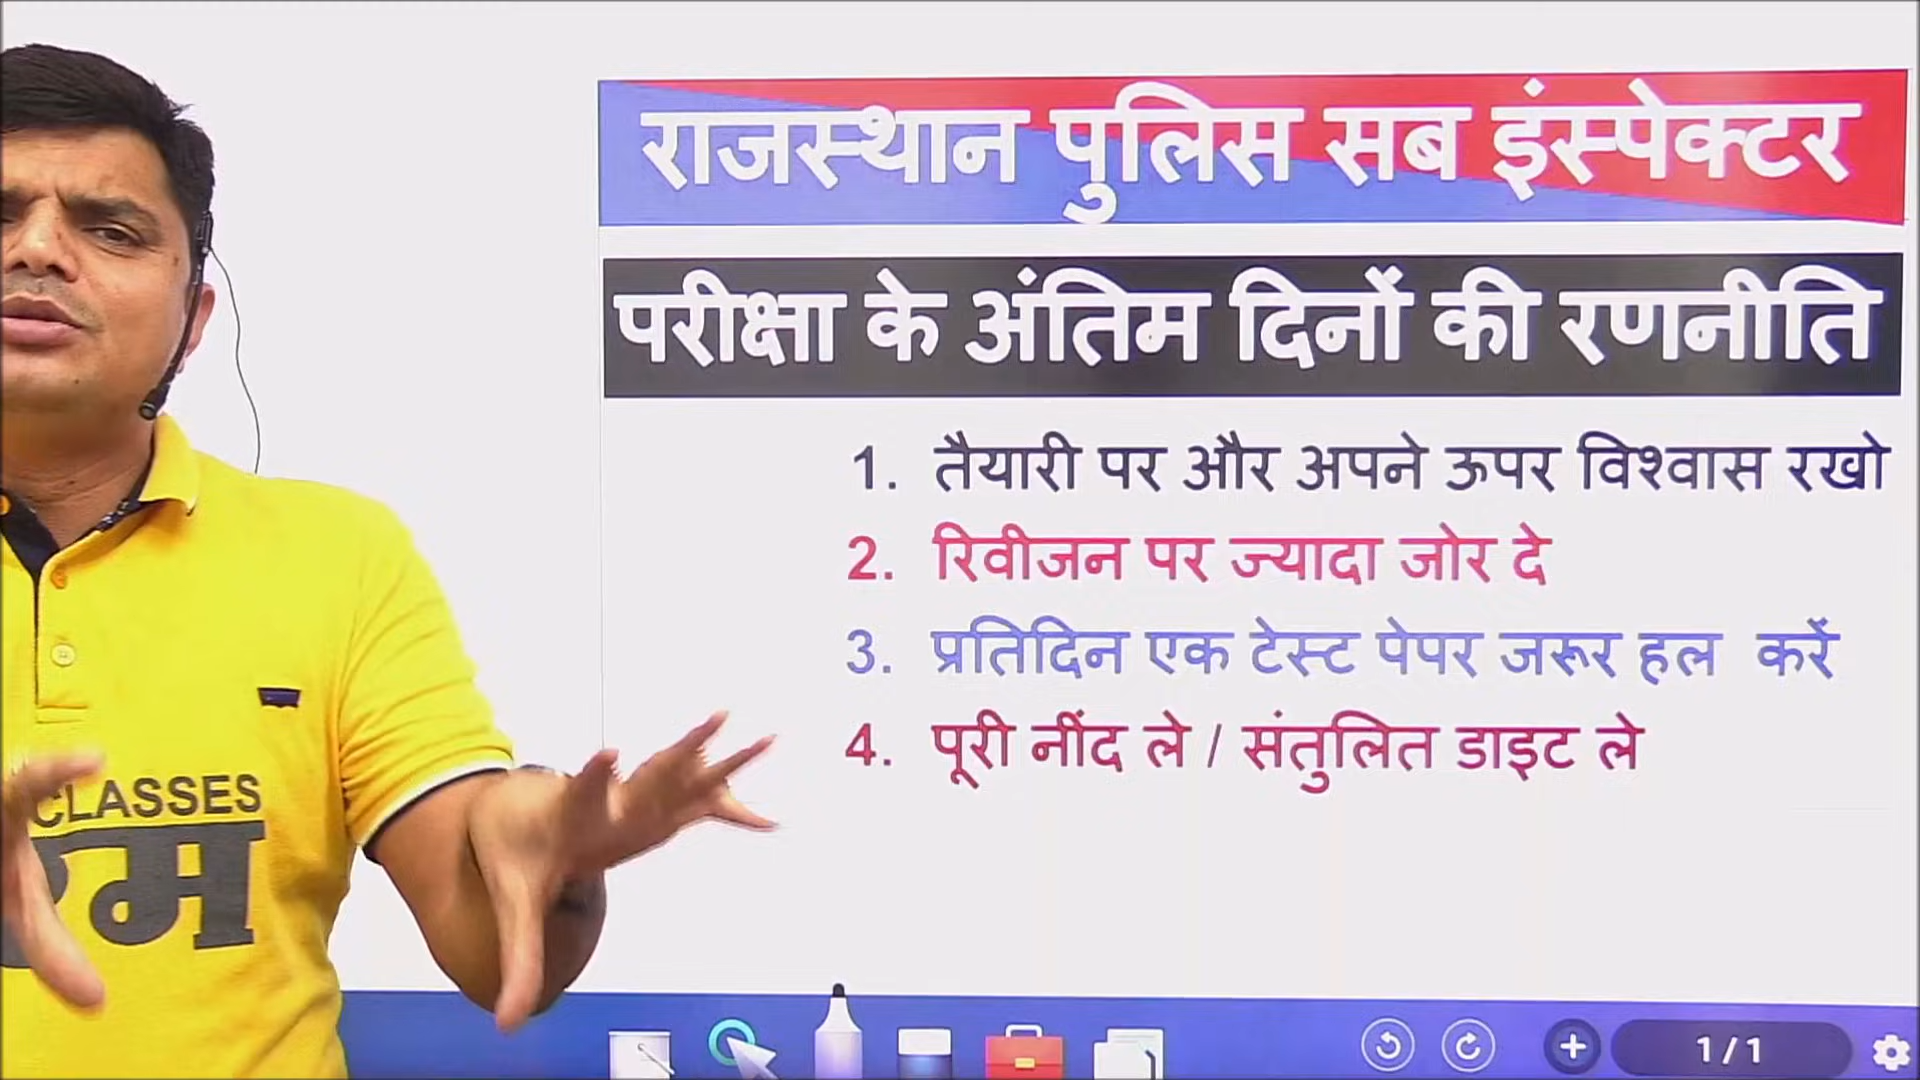 राजस्थान पुलिस सब इंस्पेक्टर
परीक्षा के अंतिम दिनों की रणनीति
1. तैयारी पर और अपने ऊपर विश्वास रखो
2. रिवीजन पर ज्यादा जोर दे
3. प्रतिदिन एक टेस्ट पेपर जरूर हल करें
4. पूरी नींद ले / संतुलित डाइट ले
CLASSES
1/1